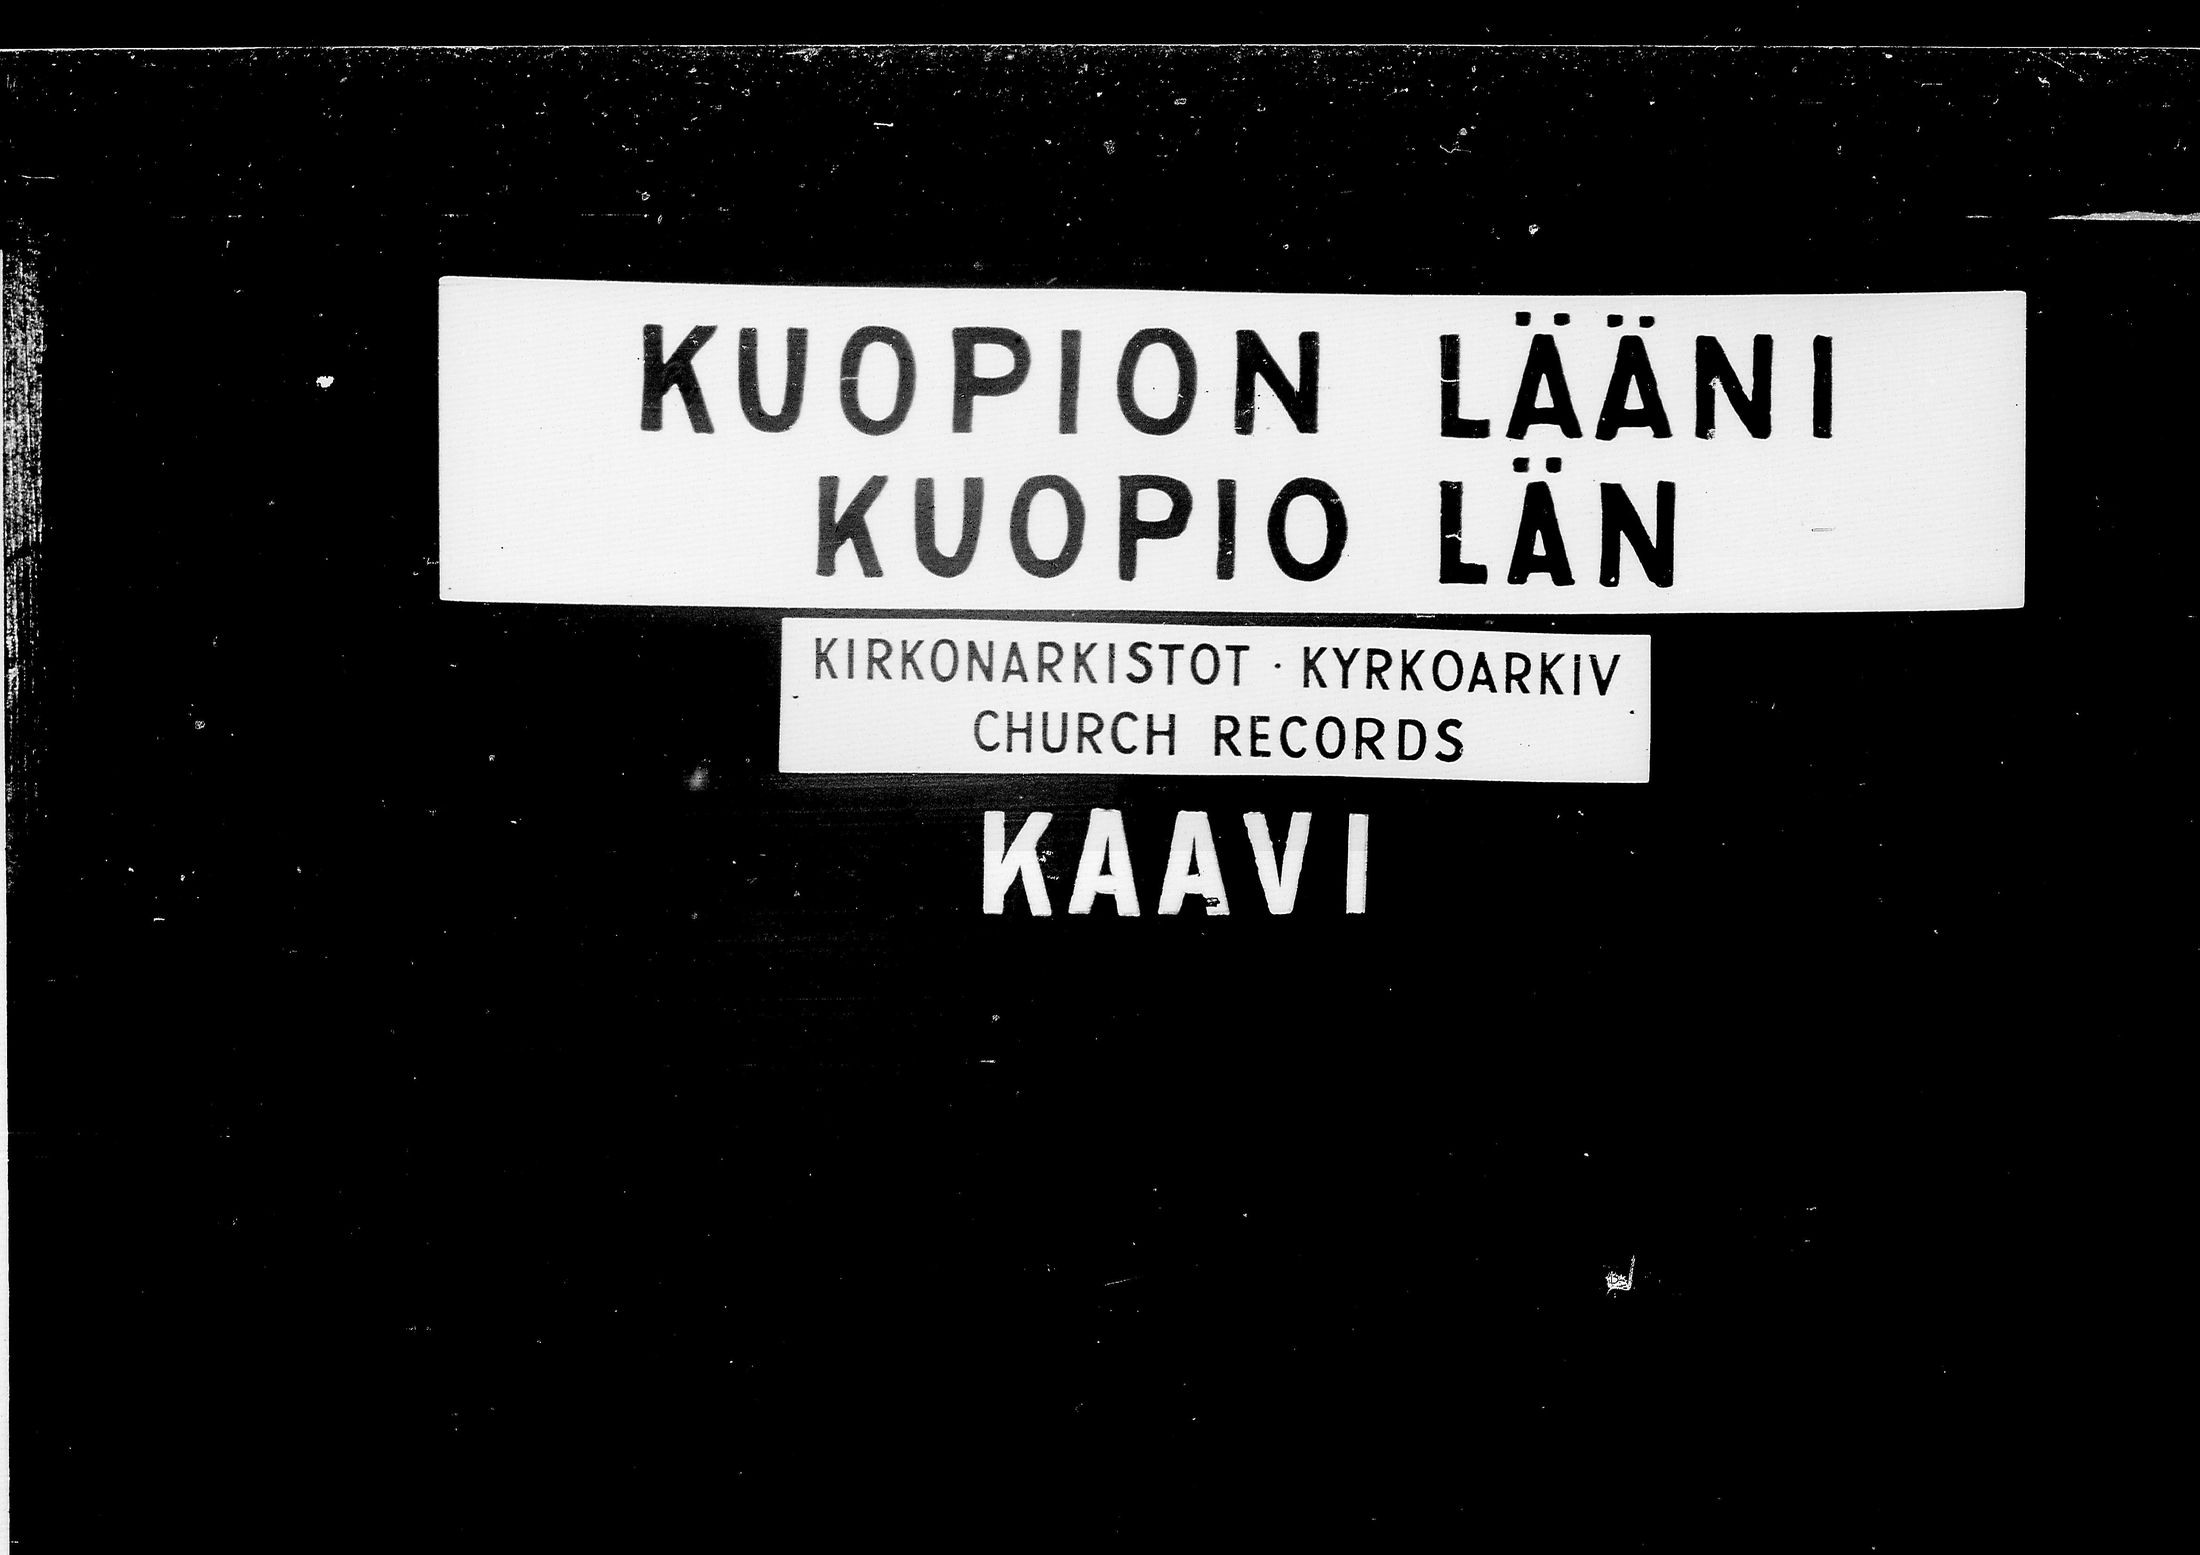 KUOPION LÄÄNI
KUOPIO LÄN
KIRKONARKISTOT · KYRKOARKIV
CHURCH RECORDS
KAAVI